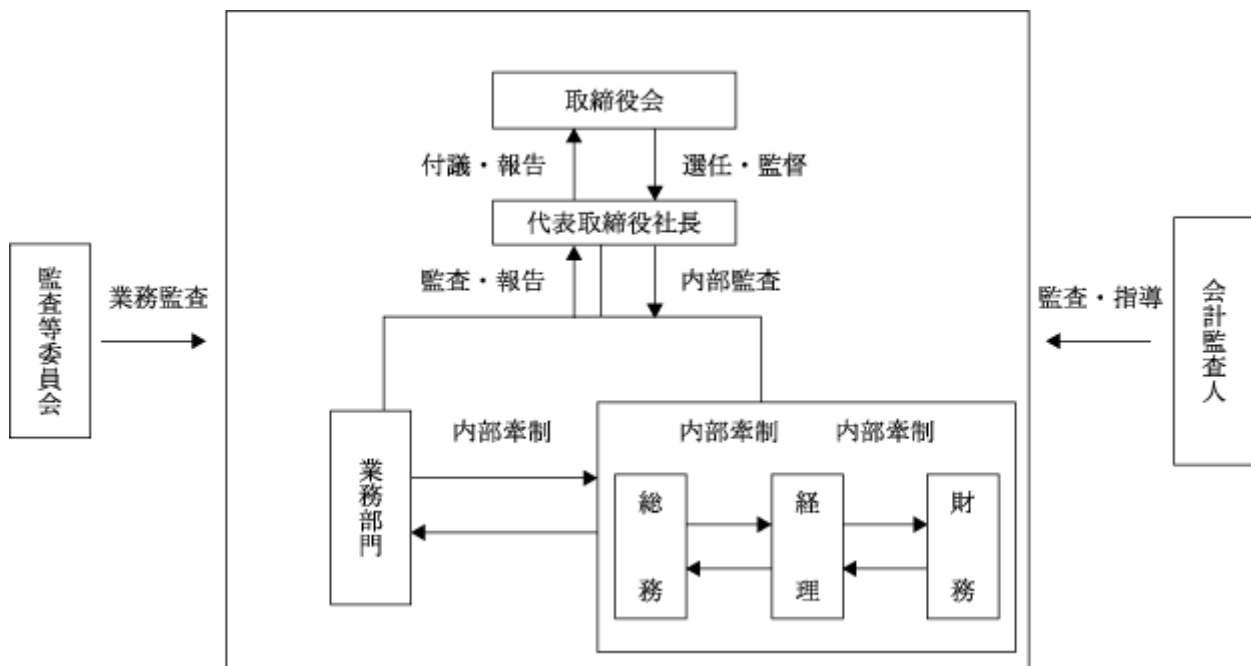 取締役会
付議・報告
選任・監督
代表取締役社長
監査・報告
内部監査
監査等委員会
業務監査
監査・指導
会計監査人
内部牽制
内部牽制
内部牽制
業務部門
総務
経理
財務